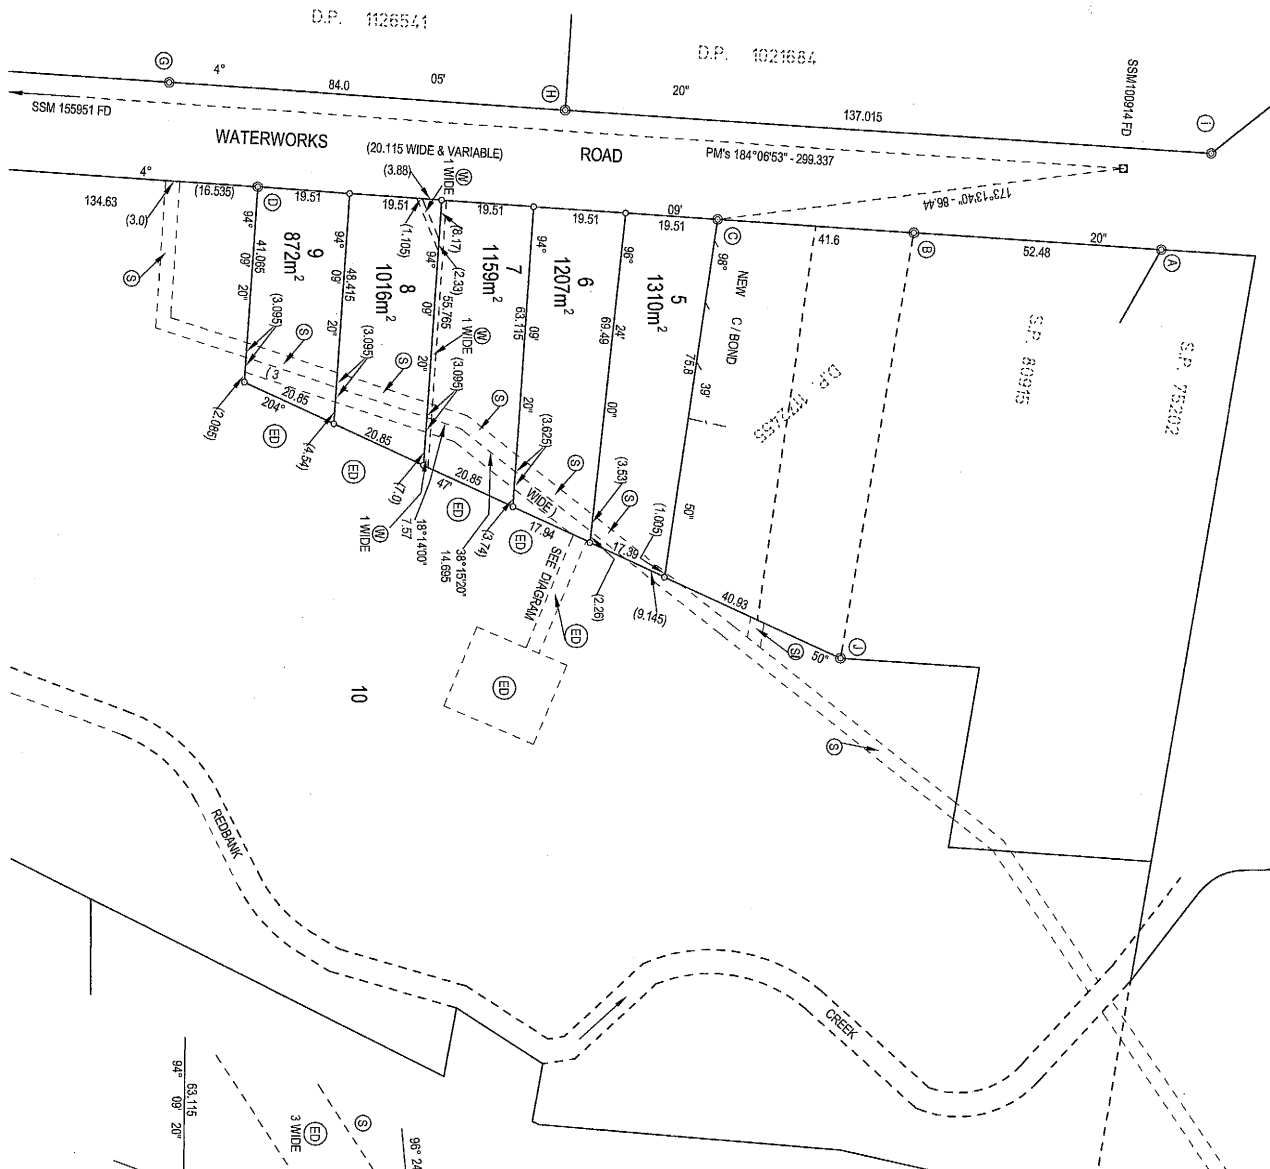 D.P. 1126541
D.P. 1021684
SSM100914 FD
G
4°
84.0
05'
H
20"
137.015
I
SSM 155951 FD
WATERWORKS
(20.115 WIDE & VARIABLE)
ROAD
PM's 184°06'53" - 299.337
173°13'40" - 86.44
134.63
4°
(16.535)
D
19.51
(3.88)
1 WIDE
W
19.51
19.51
19.51
09'
19.51
C
41.6
B
52.48
20"
A
(3.0)
S
94°
41.065
09'
20"
9
872m²
94°
48.415
09'
20"
8
1016m²
(1.105)
94°
(6.17)
(2.33)
55.765
09'
20"
1 WIDE
W
7
1159m²
94°
63.115
09'
20"
6
1207m²
96°
69.49
24'
00"
5
1310m²
98°
75.8
39'
50"
NEW C/BOND
D.P. 1172455
S.P. 80915
S.P. 75202
(3.095)
S
(3.095)
S
(3.095)
S
(3.625)
S
(3.53)
S
(1.005)
(3
WIDE)
20.85
204°
20.85
20.85
47'
17.94
17.39
40.93
50"
J
(2.085)
ED
(4.54)
ED
(7.0)
ED
ED
1 WIDE
W
18°14'00"
7.57
(3.74)
38°15'20"
14.695
SEE DIAGRAM
ED
(2.26)
(9.145)
S
S
ED
10
REDBANK
CREEK
63.115
94° 09' 20"
ED
3 WIDE
S
96° 24